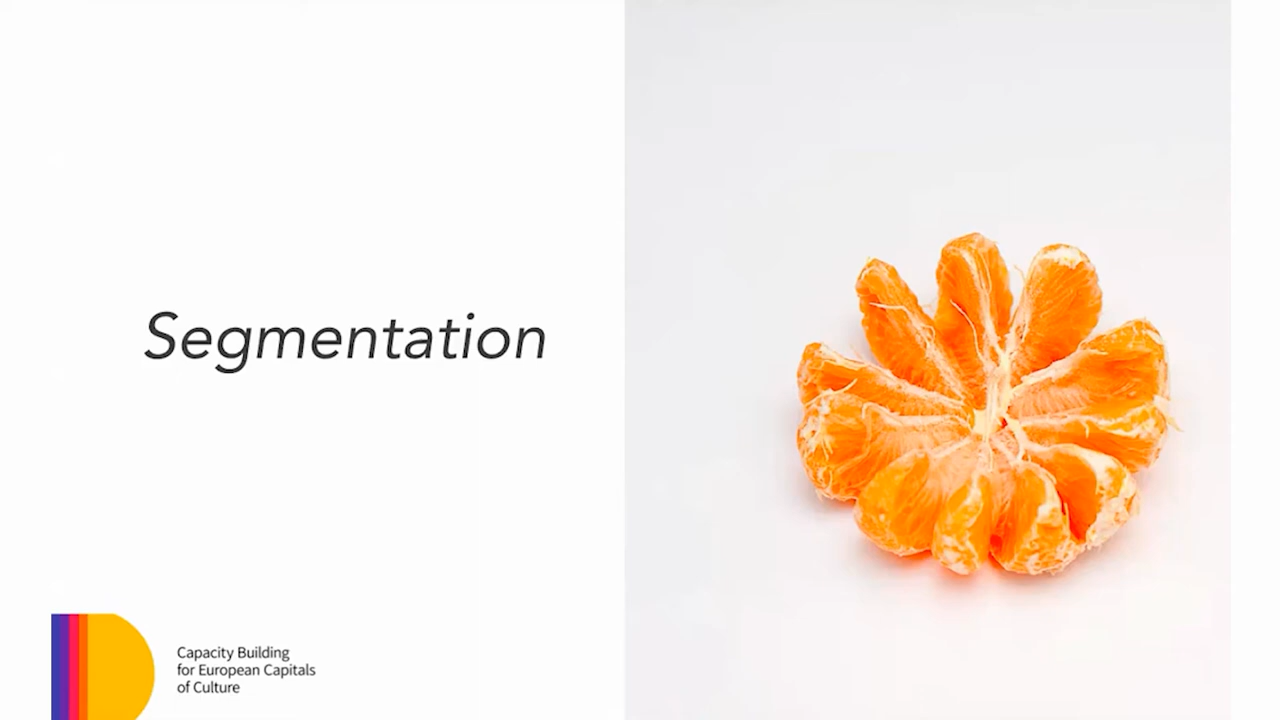 Segmentation
Capacity Building
for European Capitals
of Culture